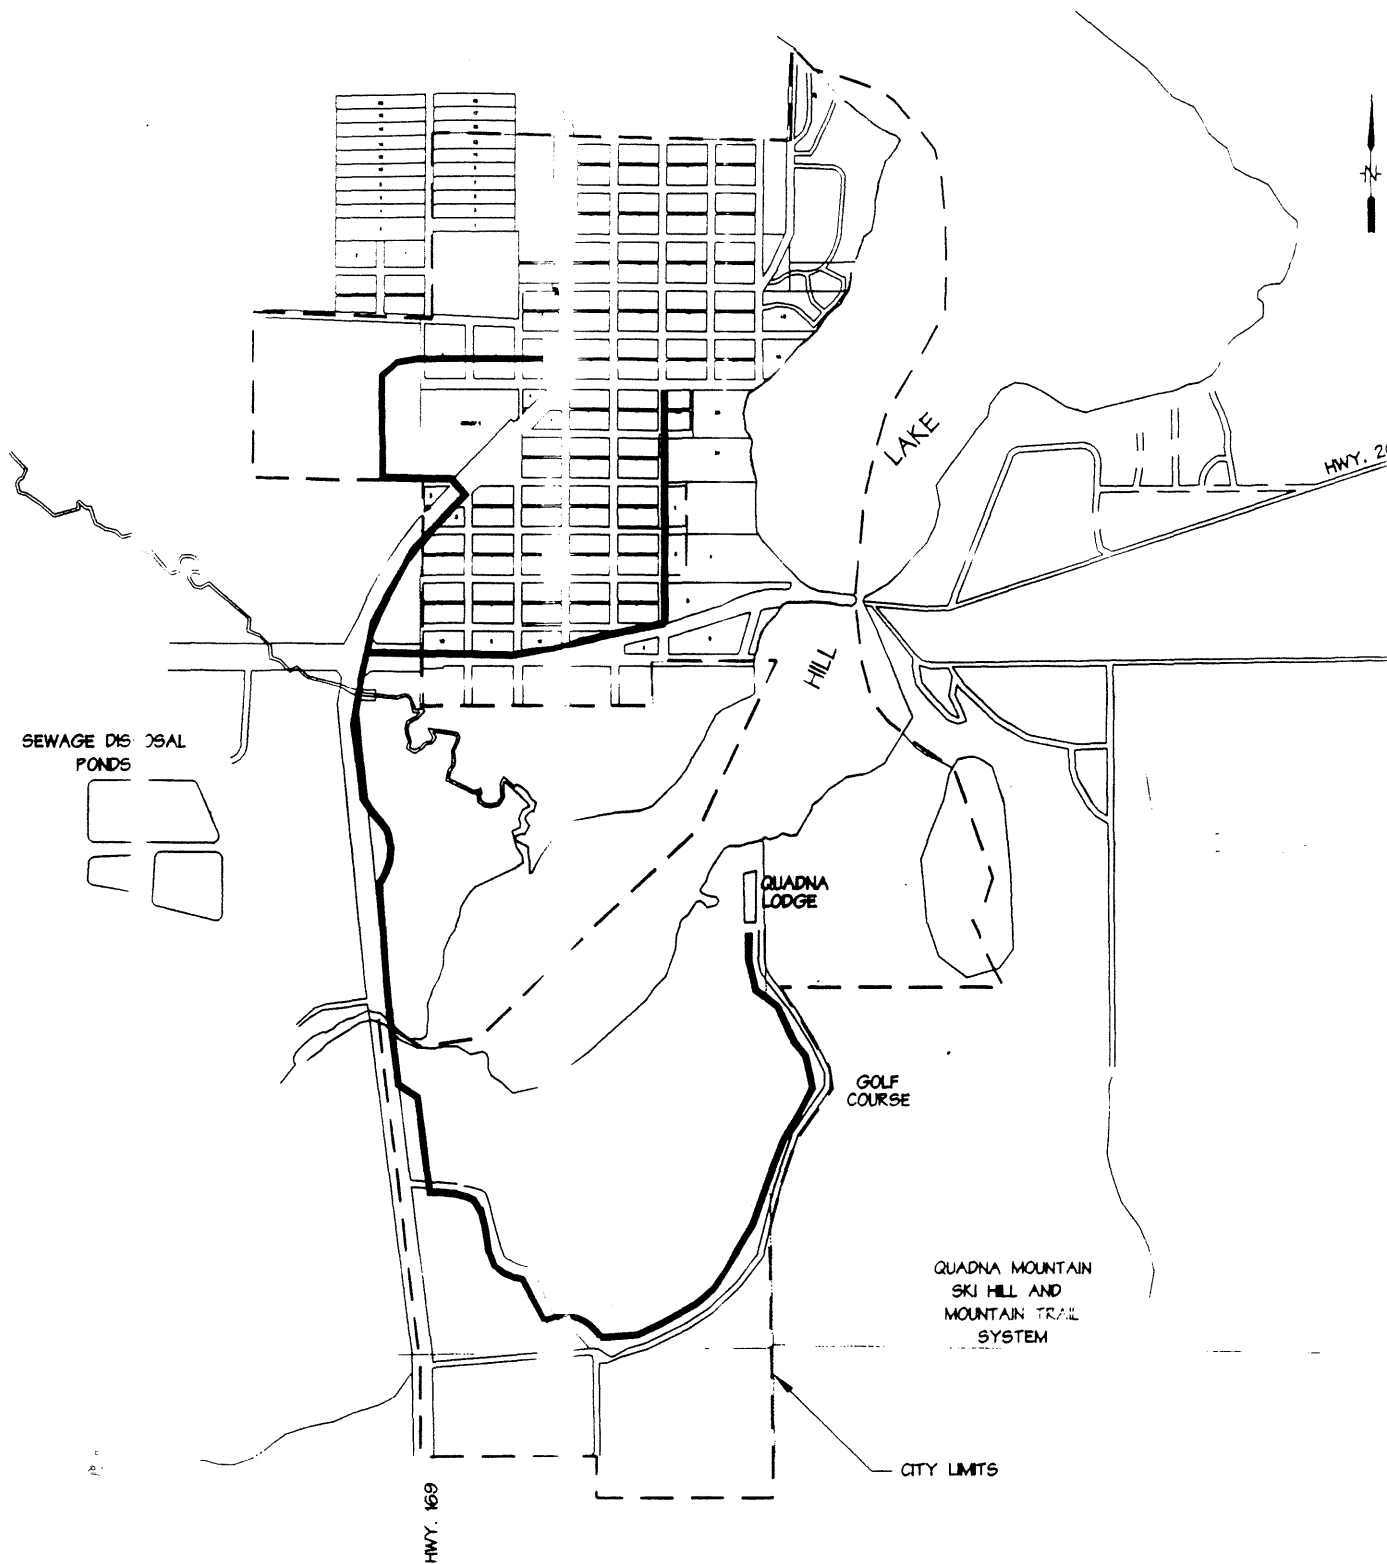 N
LAKE
HWY. 2
HILL
SEWAGE DIS OSAL
PONDS
QUADNA
LODGE
GOLF
COURSE
QUADNA MOUNTAIN
SKI HILL AND
MOUNTAIN TRAIL
SYSTEM
CITY LIMITS
HWY. 169